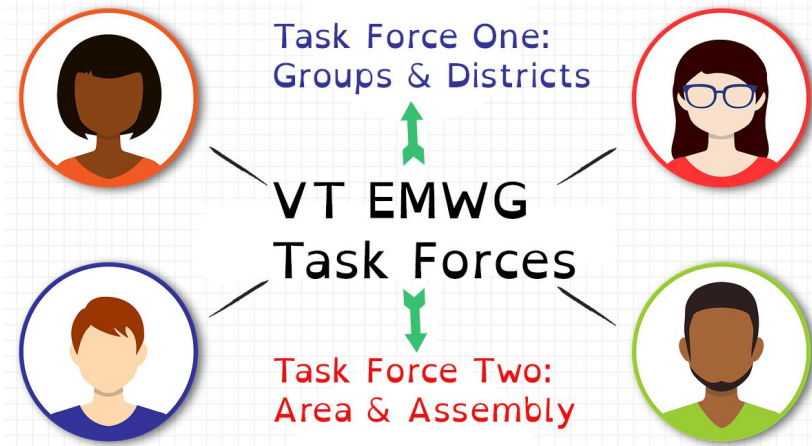 Task Force One:
Groups & Districts
VT EMWG
Task Forces
Task Force Two:
Area & Assembly